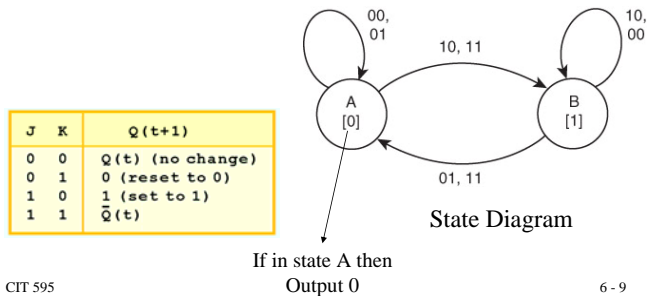 00,
01
10, 11
10,
00
A
[0]
B
[1]
01, 11
J K Q(t+1)
0 0 Q(t) (no change)
0 1 0 (reset to 0)
1 0 1 (set to 1)
1 1 Q̄(t)
State Diagram
If in state A then
Output 0
CIT 595
6 - 9